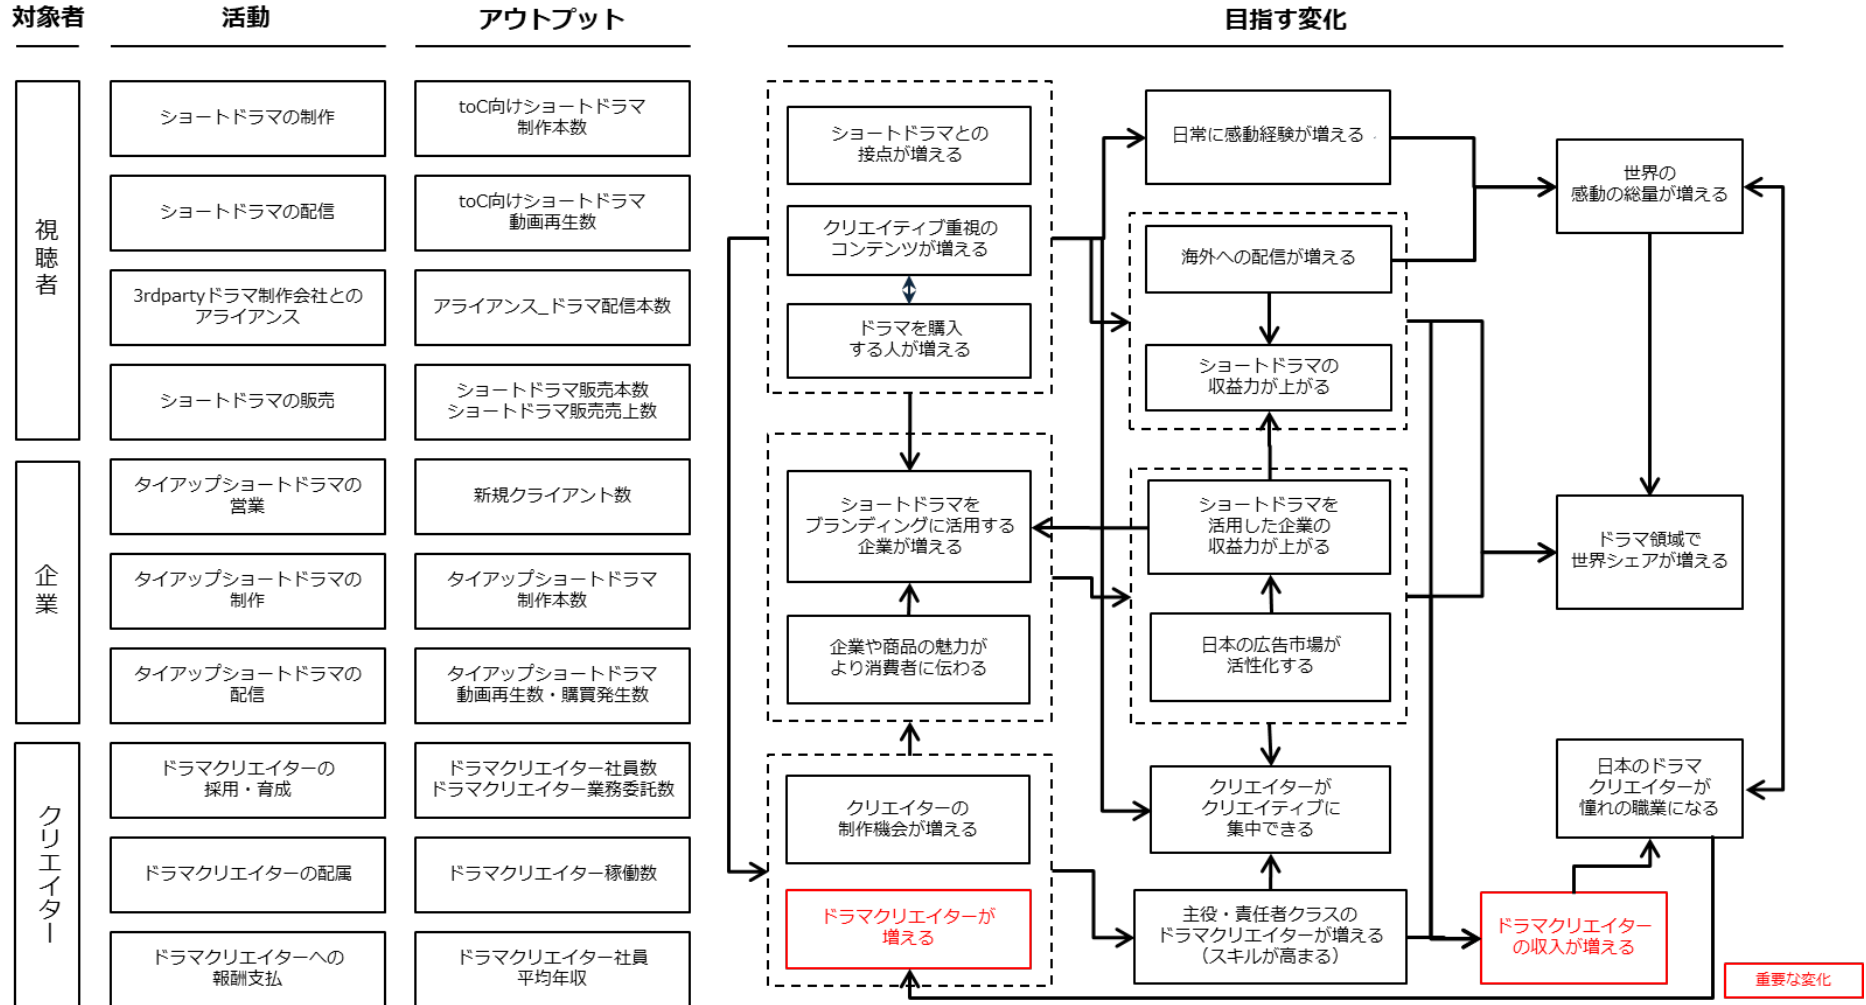 対象者
活動
アウトプット
目指す変化
視聴者
ショートドラマの制作
toC向けショートドラマ
制作本数
ショートドラマの配信
toC向けショートドラマ
動画再生数
3rdpartyドラマ制作会社との
アライアンス
アライアンス_ドラマ配信本数
ショートドラマの販売
ショートドラマ販売本数
ショートドラマ販売売上数
企業
タイアップショートドラマの
営業
新規クライアント数
タイアップショートドラマの
制作
タイアップショートドラマ
制作本数
タイアップショートドラマの
配信
タイアップショートドラマ
動画再生数・購買発生数
クリエイター
ドラマクリエイターの
採用・育成
ドラマクリエイター社員数
ドラマクリエイター業務委託数
ドラマクリエイターの配属
ドラマクリエイター稼働数
ドラマクリエイターへの
報酬支払
ドラマクリエイター社員
平均年収
ショートドラマとの
接点が増える
クリエイティブ重視の
コンテンツが増える
ドラマを購入
する人が増える
ショートドラマを
ブランディングに活用する
企業が増える
企業や商品の魅力が
より消費者に伝わる
クリエイターの
制作機会が増える
ドラマクリエイターが
増える
日常に感動経験が増える
海外への配信が増える
ショートドラマの
収益力が上がる
ショートドラマを
活用した企業の
収益力が上がる
日本の広告市場が
活性化する
クリエイターが
クリエイティブに
集中できる
主役・責任者クラスの
ドラマクリエイターが増える
（スキルが高まる）
世界の
感動の総量が増える
ドラマ領域で
世界シェアが増える
日本のドラマ
クリエイターが
憧れの職業になる
ドラマクリエイター
の収入が増える
重要な変化